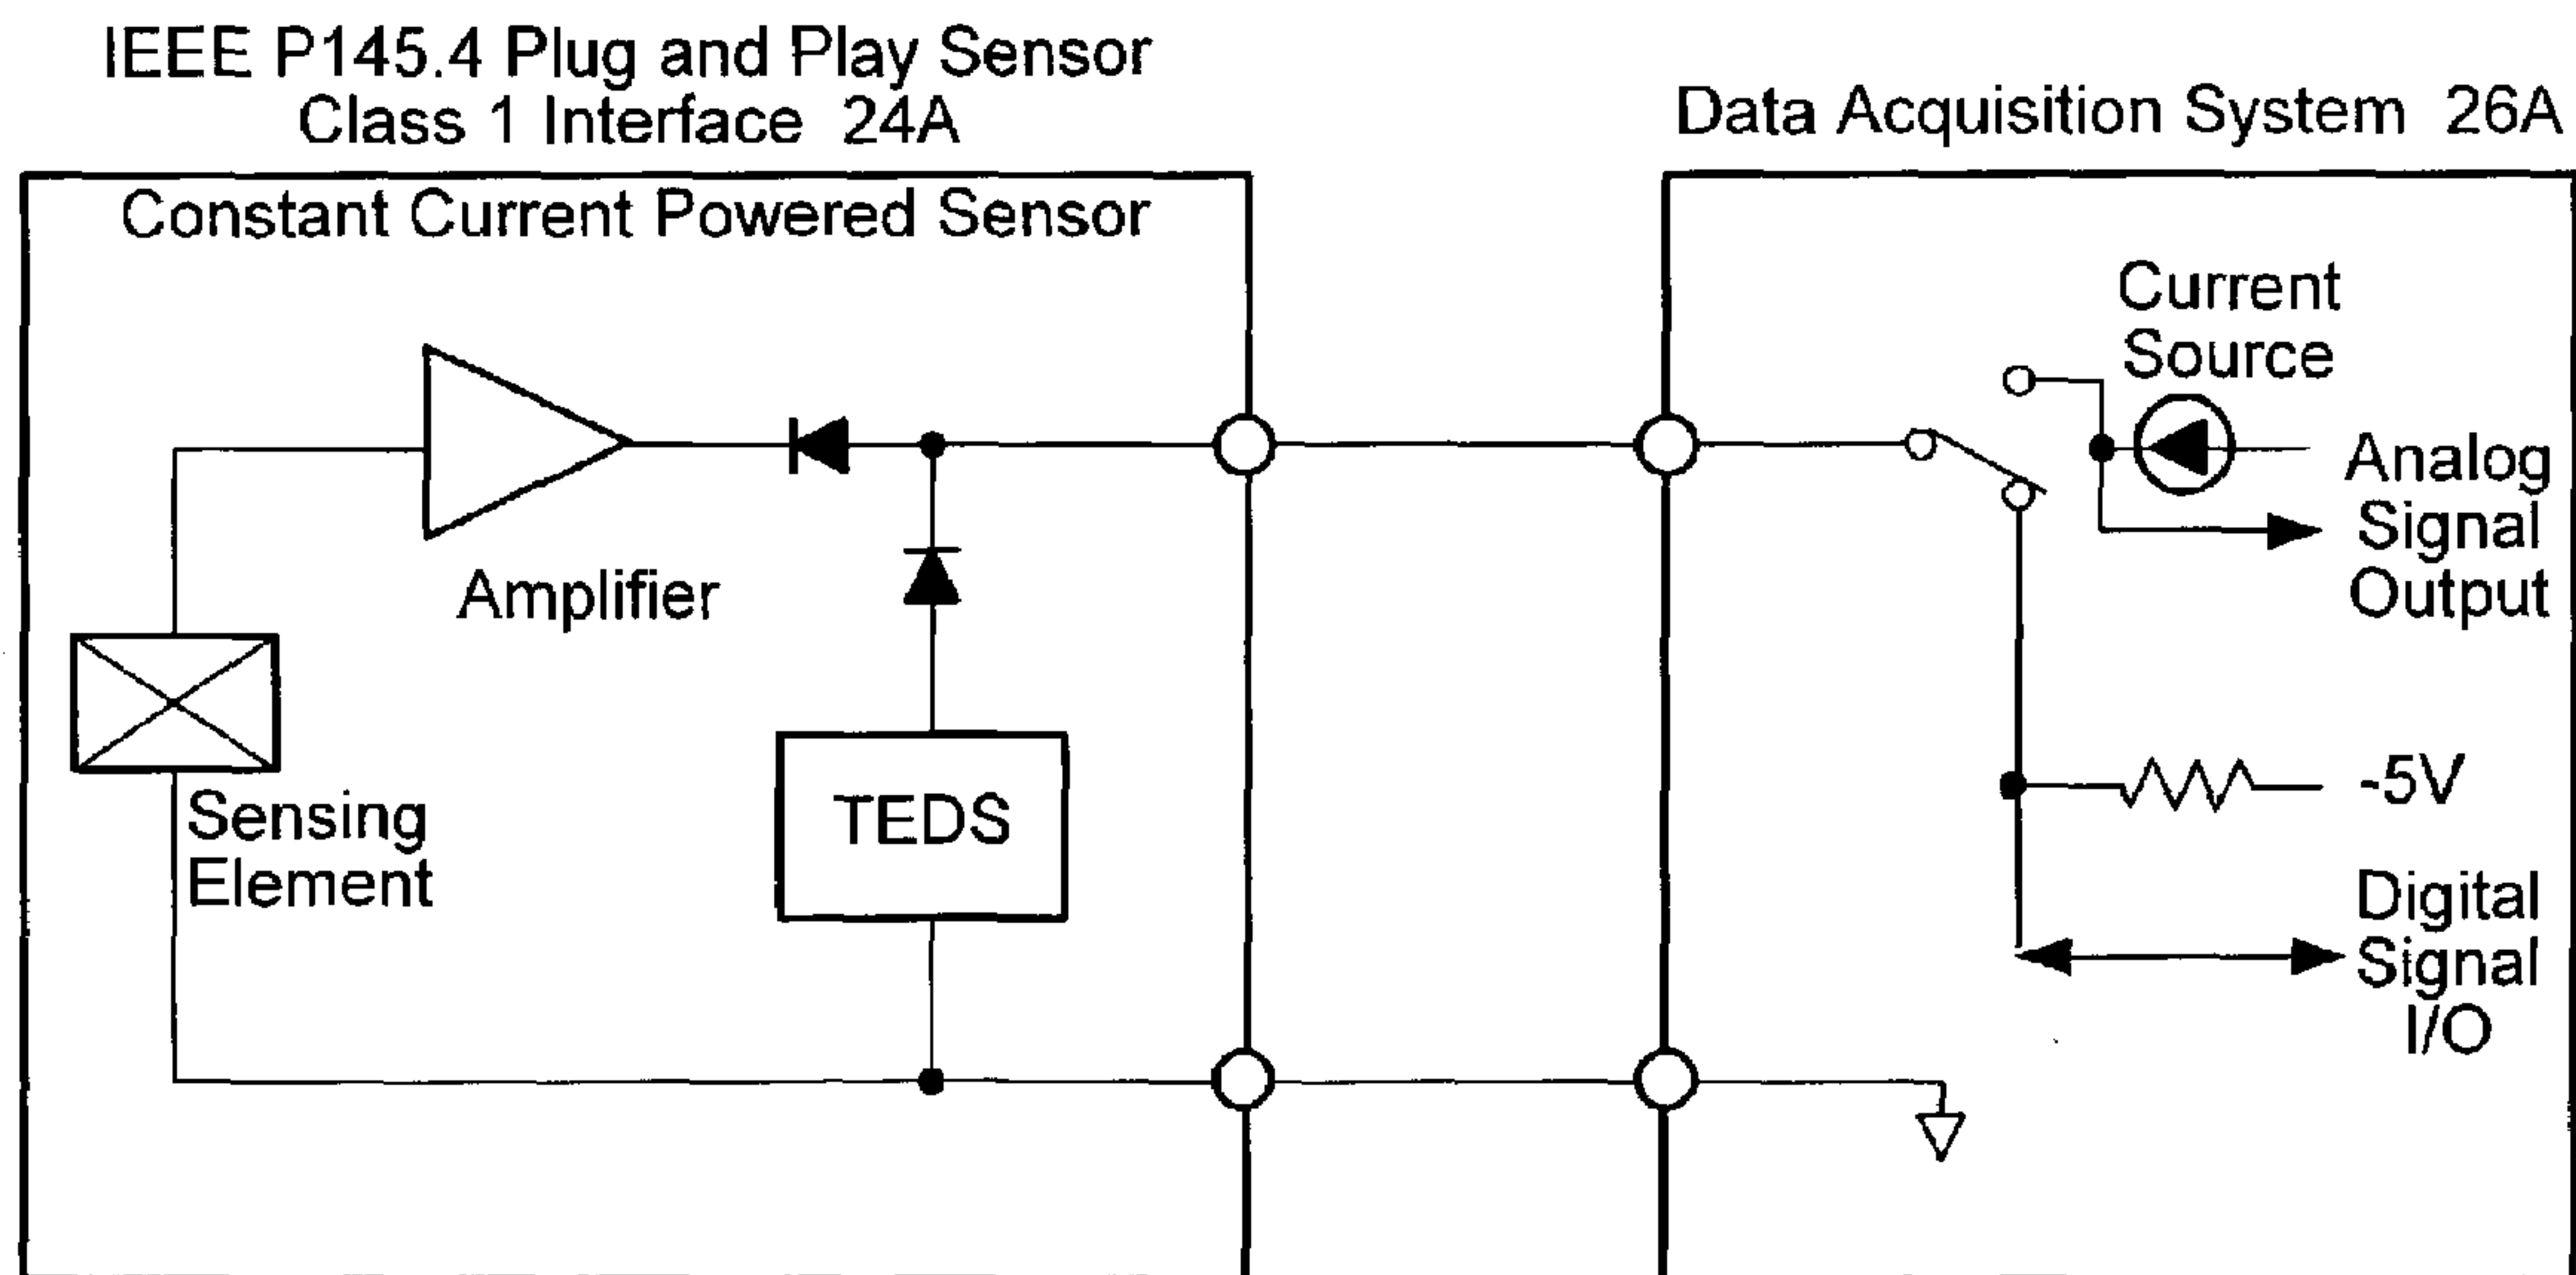 IEEE P145.4 Plug and Play Sensor
Class 1 Interface 24A
Data Acquisition System 26A
Constant Current Powered Sensor
Current
Source
Analog
Signal
Output
Amplifier
Sensing
Element
TEDS
-5V
Digital
Signal
I/O